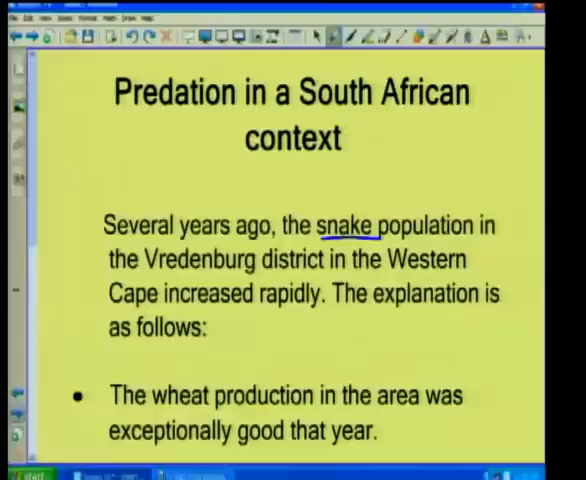 Predation in a South African
context
Several years ago, the snake population in
the Vredenburg district in the Western
Cape increased rapidly. The explanation is
as follows:
• The wheat production in the area was
exceptionally good that year.
start